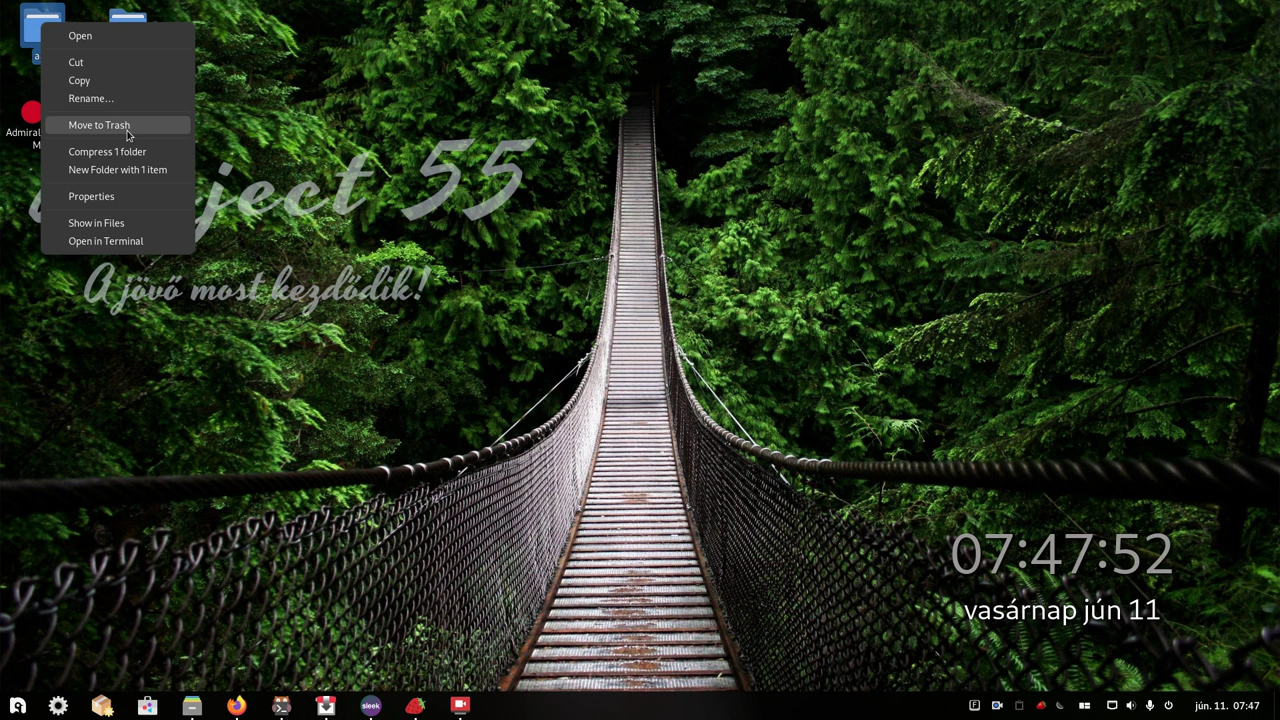 Open
Cut
Copy
Rename...
Move to Trash
Compress 1 folder
New Folder with 1 item
Properties
Show in Files
Open in Terminal
a
Admiral
M
ject 55
A jövő most kezdődik!
07:47:52
vasárnap jún 11
sleek
F
jún. 11. 07:47